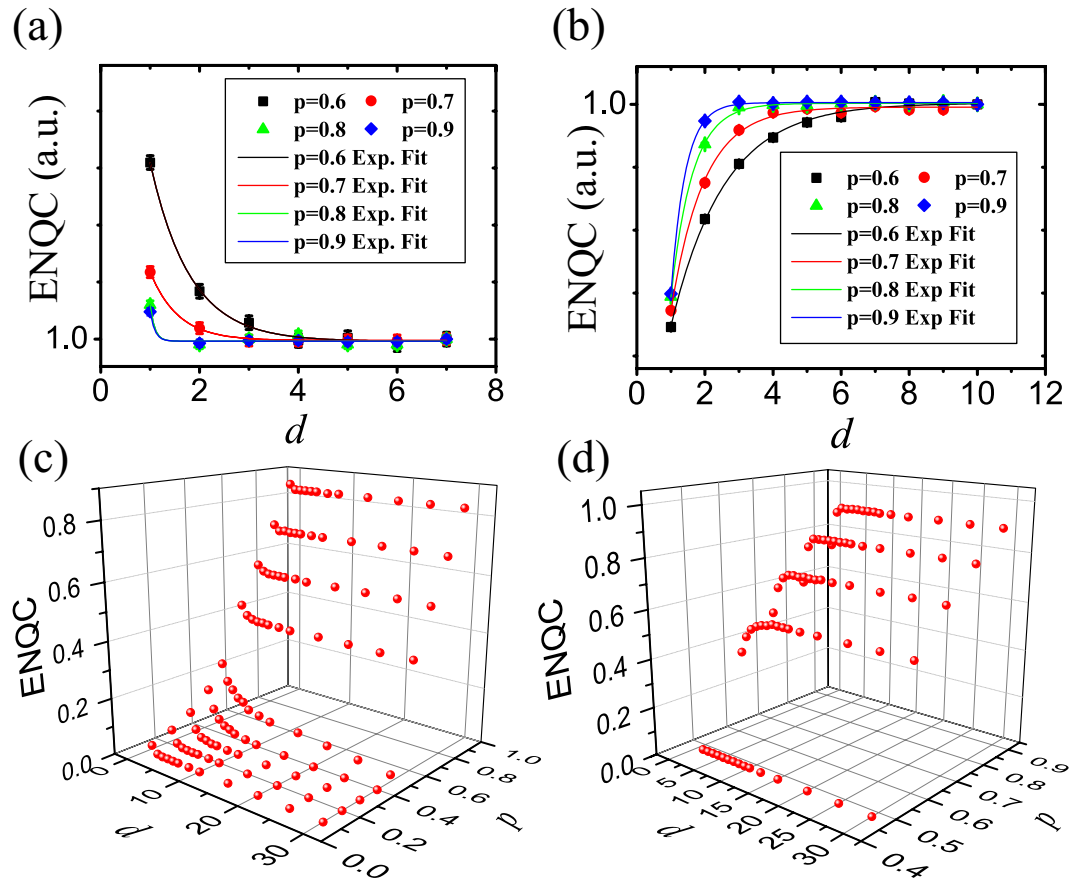 (a)
ENQC (a.u.)
1.0
p=0.6 p=0.7
p=0.8 p=0.9
p=0.6 Exp. Fit
p=0.7 Exp. Fit
p=0.8 Exp. Fit
p=0.9 Exp. Fit
0 2 4 6 8
d
(b)
ENQC (a.u.)
1.0
p=0.6 p=0.7
p=0.8 p=0.9
p=0.6 Exp Fit
p=0.7 Exp Fit
p=0.8 Exp Fit
p=0.9 Exp Fit
0 2 4 6 8 10 12
d
(c)
ENQC
0.8
0.6
0.4
0.2
0.0
0 10 20 30
d
0.0 0.2 0.4 0.6 0.8 1.0
p
(d)
ENQC
1.0
0.8
0.6
0.4
0.2
0.0
0 5 10 15 20 25 30
d
0.4 0.5 0.6 0.7 0.8 0.9
p